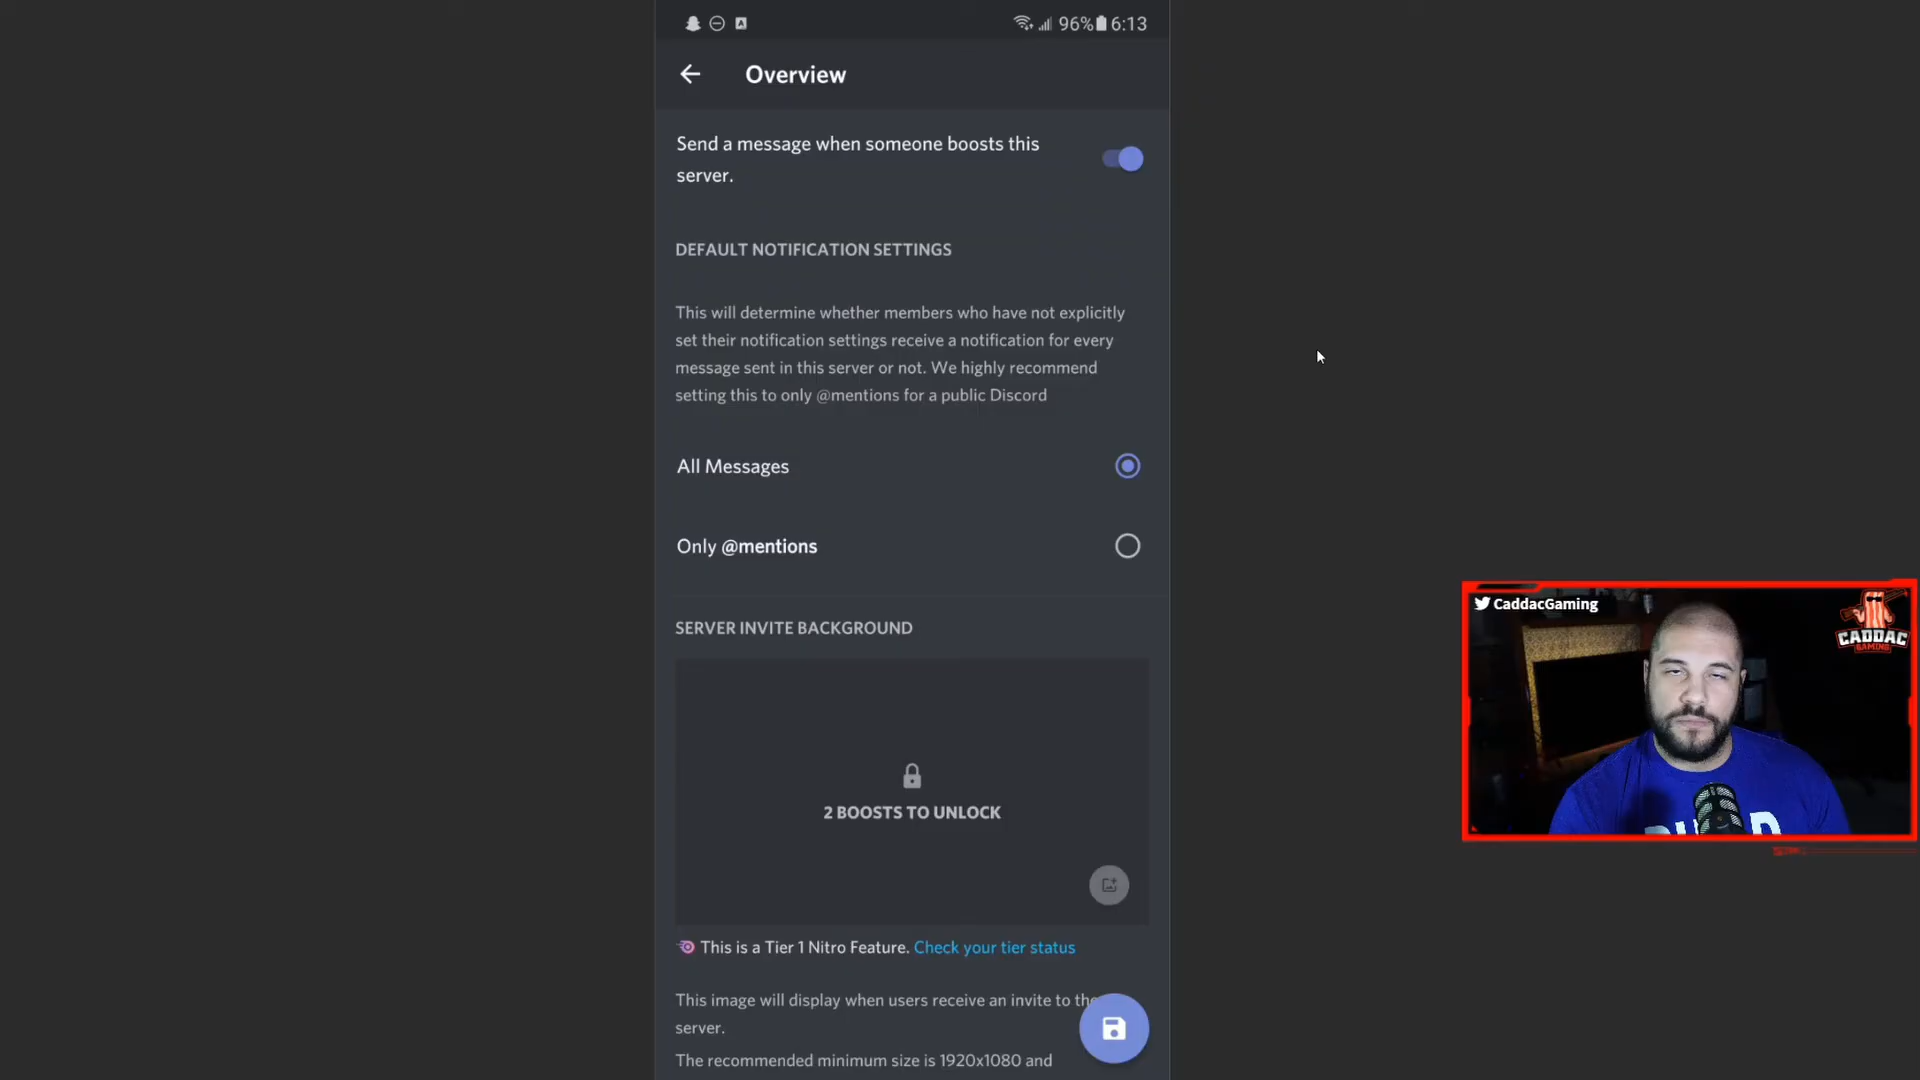 96% 6:13
Overview
Send a message when someone boosts this
server.
DEFAULT NOTIFICATION SETTINGS
This will determine whether members who have not explicitly
set their notification settings receive a notification for every
message sent in this server or not. We highly recommend
setting this to only @mentions for a public Discord
All Messages
Only @mentions
SERVER INVITE BACKGROUND
2 BOOSTS TO UNLOCK
This is a Tier 1 Nitro Feature. Check your tier status
This image will display when users receive an invite to the
server.
The recommended minimum size is 1920x1080 and
CaddacGaming
CADDAC
GAMING